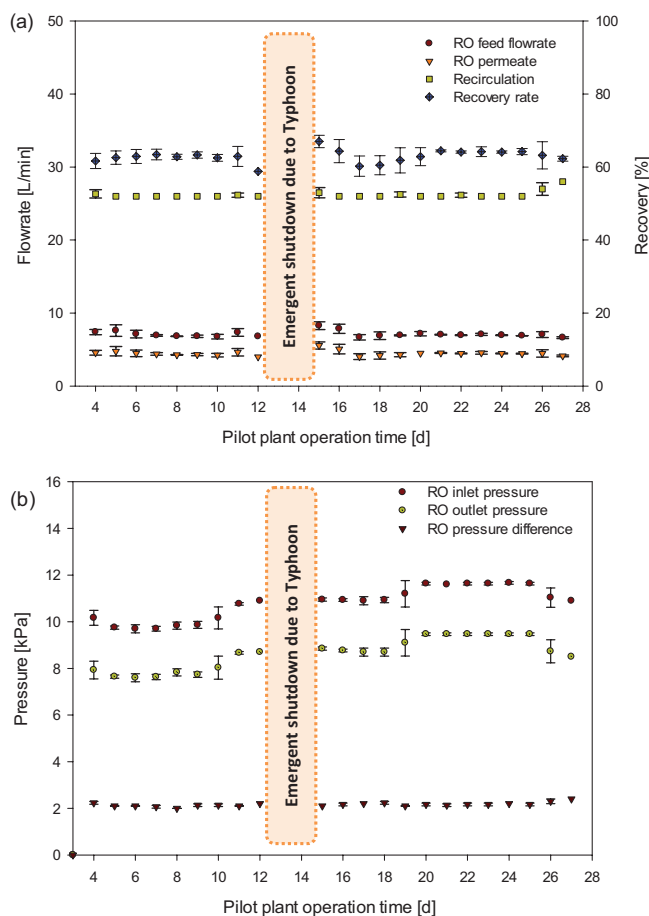 (a)
50
40
30
20
10
0
Flowrate [L/min]
100
80
60
40
20
0
Recovery [%]
RO feed flowrate
RO permeate
Recirculation
Recovery rate
Emergent shutdown due to Typhoon
4 6 8 10 12 14 16 18 20 22 24 26 28
Pilot plant operation time [d]
(b)
16
14
12
10
8
6
4
2
0
Pressure [kPa]
RO inlet pressure
RO outlet pressure
RO pressure difference
Emergent shutdown due to Typhoon
4 6 8 10 12 14 16 18 20 22 24 26 28
Pilot plant operation time [d]